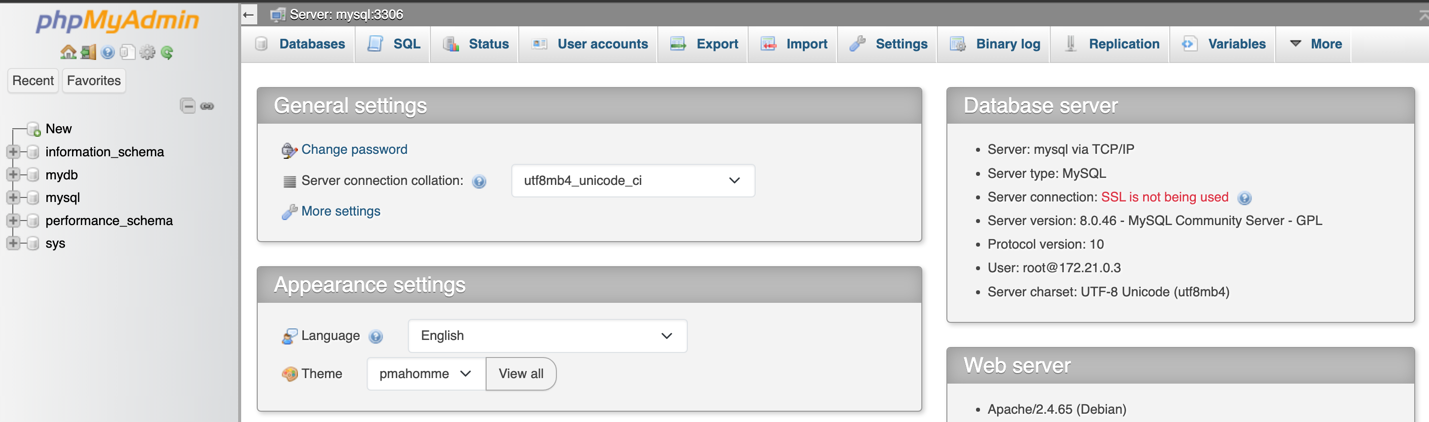 phpMyAdmin
Recent Favorites
New
information_schema
mydb
mysql
performance_schema
sys
Server: mysql:3306
Databases SQL Status User accounts Export Import Settings Binary log Replication Variables More
General settings
Change password
Server connection collation: utf8mb4_unicode_ci
More settings
Appearance settings
Language English
Theme pmahomme View all
Database server
Server: mysql via TCP/IP
Server type: MySQL
Server connection: SSL is not being used
Server version: 8.0.46 - MySQL Community Server - GPL
Protocol version: 10
User: root@172.21.0.3
Server charset: UTF-8 Unicode (utf8mb4)
Web server
Apache/2.4.65 (Debian)